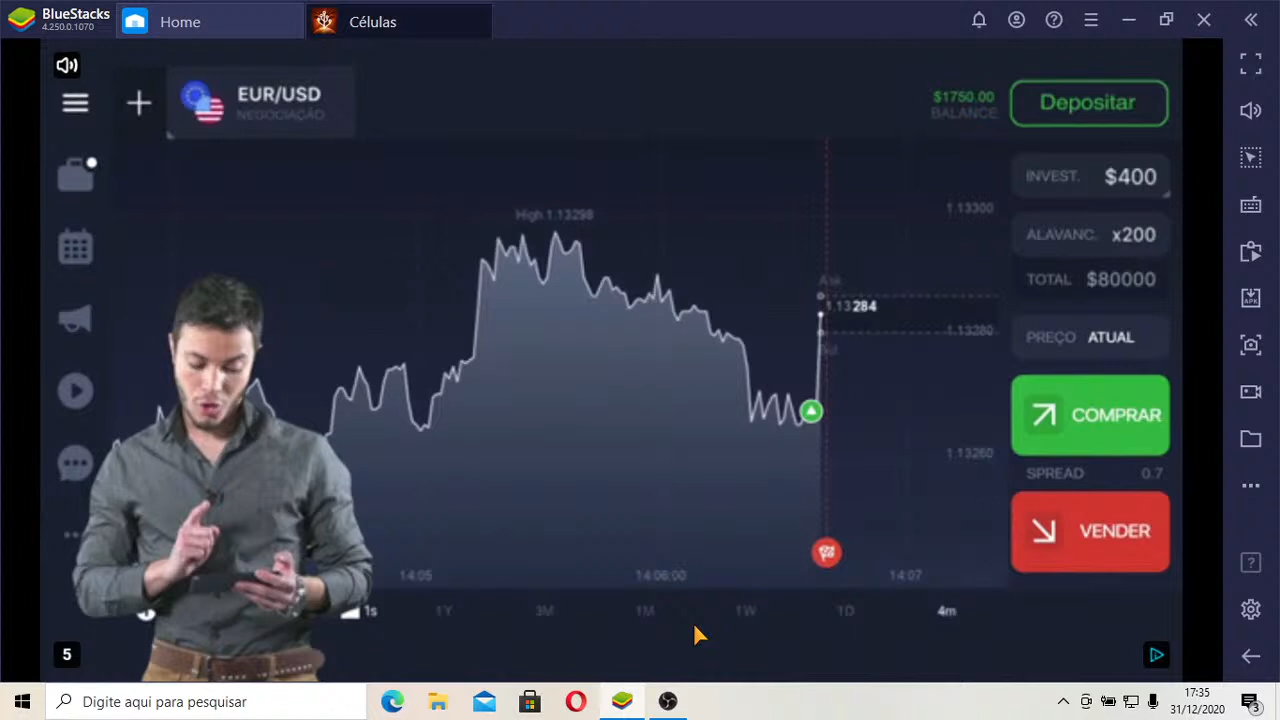 BlueStacks
4.250.0.1070
Home
Células
EUR/USD
NEGOCIAÇÃO
$1750.00
BALANCE
Depositar
INVEST. $400
ALAVANC. x200
TOTAL $80000
PREÇO ATUAL
COMPRAR
SPREAD 0.7
VENDER
High 1.13298
1.13300
Ask
1.13284
1.13280
1.13260
14:05
14:06:00
14:07
1s
1Y
3M
1M
1W
1D
4m
5
Digite aqui para pesquisar
17:35
31/12/2020
3